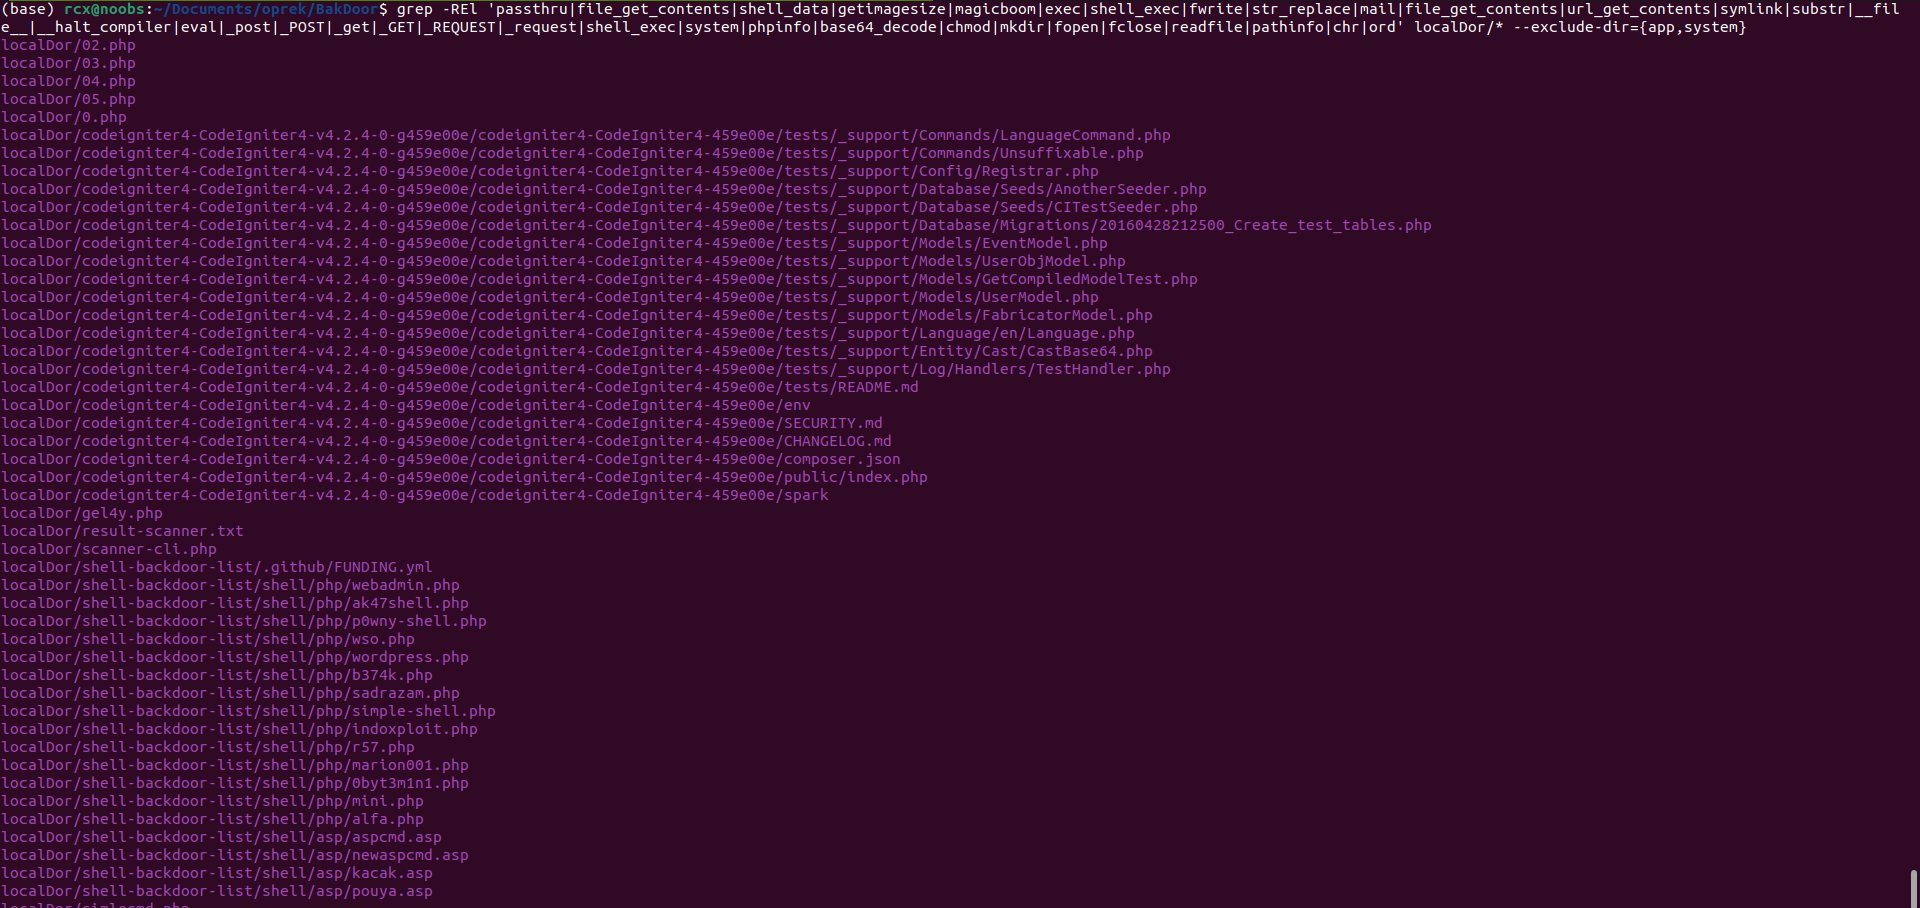 (base) rcx@noobs:~/Documents/oprek/BakDoor$ grep -REl 'passthru|file_get_contents|shell_data|getimagesize|magicboom|exec|shell_exec|fwrite|str_replace|mail|file_get_contents|url_get_contents|symlink|substr|__fil
e__|__halt_compiler|eval|_post|_POST|_get|_GET|_REQUEST|_request|shell_exec|system|phpinfo|base64_decode|chmod|mkdir|fopen|fclose|readfile|pathinfo|chr|ord' localDor/* --exclude-dir={app,system}
localDor/02.php
localDor/03.php
localDor/04.php
localDor/05.php
localDor/0.php
localDor/codeigniter4-CodeIgniter4-v4.2.4-0-g459e00e/codeigniter4-CodeIgniter4-459e00e/tests/_support/Commands/LanguageCommand.php
localDor/codeigniter4-CodeIgniter4-v4.2.4-0-g459e00e/codeigniter4-CodeIgniter4-459e00e/tests/_support/Commands/Unsuffixable.php
localDor/codeigniter4-CodeIgniter4-v4.2.4-0-g459e00e/codeigniter4-CodeIgniter4-459e00e/tests/_support/Config/Registrar.php
localDor/codeigniter4-CodeIgniter4-v4.2.4-0-g459e00e/codeigniter4-CodeIgniter4-459e00e/tests/_support/Database/Seeds/AnotherSeeder.php
localDor/codeigniter4-CodeIgniter4-v4.2.4-0-g459e00e/codeigniter4-CodeIgniter4-459e00e/tests/_support/Database/Seeds/CITestSeeder.php
localDor/codeigniter4-CodeIgniter4-v4.2.4-0-g459e00e/codeigniter4-CodeIgniter4-459e00e/tests/_support/Database/Migrations/20160428212500_Create_test_tables.php
localDor/codeigniter4-CodeIgniter4-v4.2.4-0-g459e00e/codeigniter4-CodeIgniter4-459e00e/tests/_support/Models/EventModel.php
localDor/codeigniter4-CodeIgniter4-v4.2.4-0-g459e00e/codeigniter4-CodeIgniter4-459e00e/tests/_support/Models/UserObjModel.php
localDor/codeigniter4-CodeIgniter4-v4.2.4-0-g459e00e/codeigniter4-CodeIgniter4-459e00e/tests/_support/Models/GetCompiledModelTest.php
localDor/codeigniter4-CodeIgniter4-v4.2.4-0-g459e00e/codeigniter4-CodeIgniter4-459e00e/tests/_support/Models/UserModel.php
localDor/codeigniter4-CodeIgniter4-v4.2.4-0-g459e00e/codeigniter4-CodeIgniter4-459e00e/tests/_support/Models/FabricatorModel.php
localDor/codeigniter4-CodeIgniter4-v4.2.4-0-g459e00e/codeigniter4-CodeIgniter4-459e00e/tests/_support/Language/en/Language.php
localDor/codeigniter4-CodeIgniter4-v4.2.4-0-g459e00e/codeigniter4-CodeIgniter4-459e00e/tests/_support/Entity/Cast/CastBase64.php
localDor/codeigniter4-CodeIgniter4-v4.2.4-0-g459e00e/codeigniter4-CodeIgniter4-459e00e/tests/_support/Log/Handlers/TestHandler.php
localDor/codeigniter4-CodeIgniter4-v4.2.4-0-g459e00e/codeigniter4-CodeIgniter4-459e00e/tests/README.md
localDor/codeigniter4-CodeIgniter4-v4.2.4-0-g459e00e/codeigniter4-CodeIgniter4-459e00e/env
localDor/codeigniter4-CodeIgniter4-v4.2.4-0-g459e00e/codeigniter4-CodeIgniter4-459e00e/SECURITY.md
localDor/codeigniter4-CodeIgniter4-v4.2.4-0-g459e00e/codeigniter4-CodeIgniter4-459e00e/CHANGELOG.md
localDor/codeigniter4-CodeIgniter4-v4.2.4-0-g459e00e/codeigniter4-CodeIgniter4-459e00e/composer.json
localDor/codeigniter4-CodeIgniter4-v4.2.4-0-g459e00e/codeigniter4-CodeIgniter4-459e00e/public/index.php
localDor/codeigniter4-CodeIgniter4-v4.2.4-0-g459e00e/codeigniter4-CodeIgniter4-459e00e/spark
localDor/gel4y.php
localDor/result-scanner.txt
localDor/scanner-cli.php
localDor/shell-backdoor-list/.github/FUNDING.yml
localDor/shell-backdoor-list/shell/php/webadmin.php
localDor/shell-backdoor-list/shell/php/ak47shell.php
localDor/shell-backdoor-list/shell/php/p0wny-shell.php
localDor/shell-backdoor-list/shell/php/wso.php
localDor/shell-backdoor-list/shell/php/wordpress.php
localDor/shell-backdoor-list/shell/php/b374k.php
localDor/shell-backdoor-list/shell/php/sadrazam.php
localDor/shell-backdoor-list/shell/php/simple-shell.php
localDor/shell-backdoor-list/shell/php/indoxploit.php
localDor/shell-backdoor-list/shell/php/r57.php
localDor/shell-backdoor-list/shell/php/marion001.php
localDor/shell-backdoor-list/shell/php/0byt3m1n1.php
localDor/shell-backdoor-list/shell/php/mini.php
localDor/shell-backdoor-list/shell/php/alfa.php
localDor/shell-backdoor-list/shell/asp/aspcmd.asp
localDor/shell-backdoor-list/shell/asp/newaspcmd.asp
localDor/shell-backdoor-list/shell/asp/kacak.asp
localDor/shell-backdoor-list/shell/asp/pouya.asp